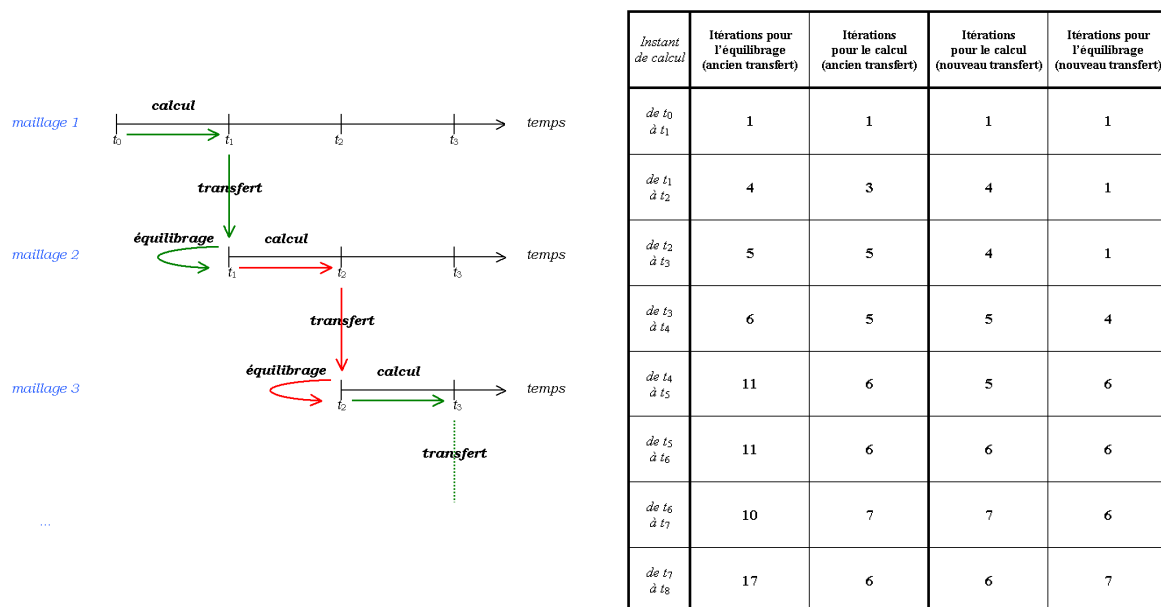 calcul
maillage 1
temps
t0
t1
t2
t3
transfert
équilibrage
calcul
maillage 2
temps
t1
t2
t3
transfert
équilibrage
calcul
maillage 3
temps
t2
t3
transfert
...
Instant de calcul
Itérations pour l'équilibrage (ancien transfert)
Itérations pour le calcul (ancien transfert)
Itérations pour le calcul (nouveau transfert)
Itérations pour l'équilibrage (nouveau transfert)
de t0 à t1 1 1 1 1
de t1 à t2 4 3 4 1
de t2 à t3 5 5 4 1
de t3 à t4 6 5 5 4
de t4 à t5 11 6 5 6
de t5 à t6 11 6 6 6
de t6 à t7 10 7 7 6
de t7 à t8 17 6 6 7